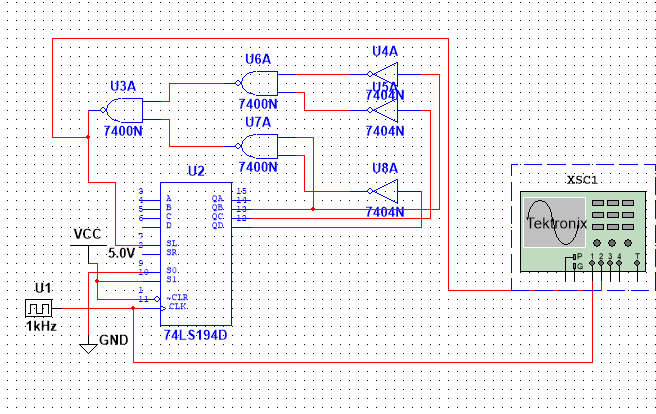 U4A
U6A
U5A
7404N
U3A
7400N
7404N
7400N
U7A
7400N
U2
U8A
7404N
XSC1
Tektronix
3 A QA 15
4 B QB 14
5 C QC 13
6 D QD 12
7 SL
2 SR
9 S0
10 S1
1 ~CLR
11 CLK
VCC
5.0V
U1
1kHz
GND
74LS194D
P 1 2 3 4 T
G